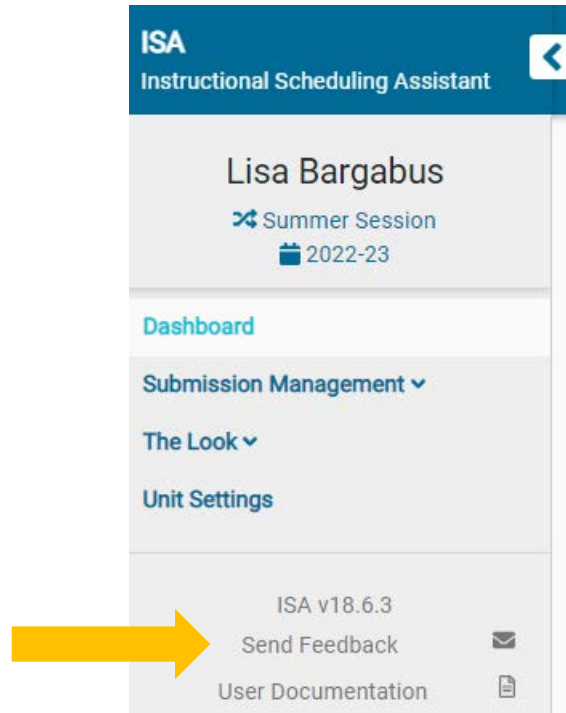 ISA
Instructional Scheduling Assistant
Lisa Bargabus
Summer Session
2022-23
Dashboard
Submission Management
The Look
Unit Settings
ISA v18.6.3
Send Feedback
User Documentation